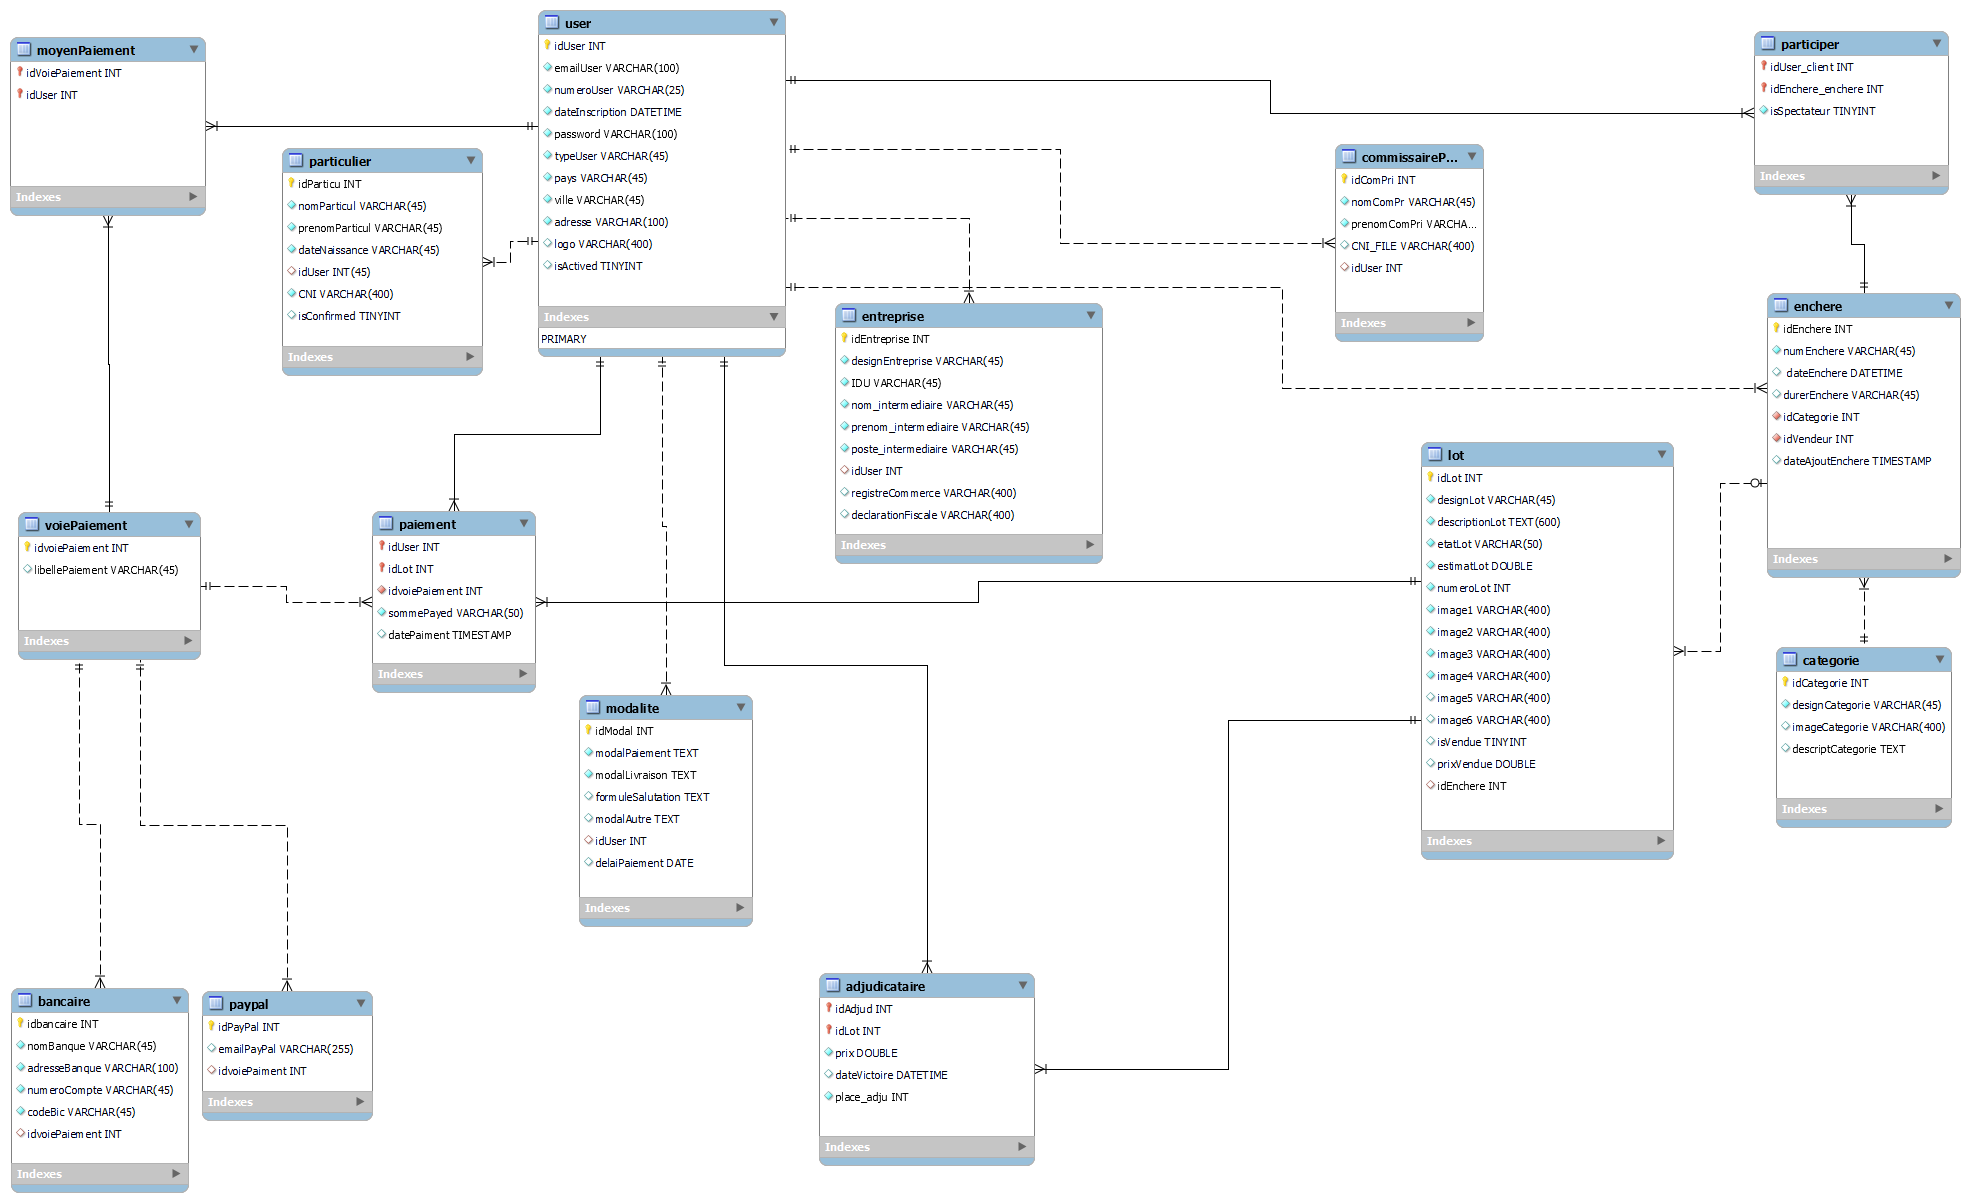 moyenPaiement
idVoiePaiement INT
idUser INT
Indexes
particulier
idParticu INT
nomParticul VARCHAR(45)
prenomParticul VARCHAR(45)
dateNaissance VARCHAR(45)
idUser INT(45)
CNI VARCHAR(400)
isConfirmed TINYINT
Indexes
user
idUser INT
emailUser VARCHAR(100)
numeroUser VARCHAR(25)
dateInscription DATETIME
password VARCHAR(100)
typeUser VARCHAR(45)
pays VARCHAR(45)
ville VARCHAR(45)
adresse VARCHAR(100)
logo VARCHAR(400)
isActived TINYINT
Indexes
PRIMARY
entreprise
idEntreprise INT
designEntreprise VARCHAR(45)
IDU VARCHAR(45)
nom_intermediaire VARCHAR(45)
prenom_intermediaire VARCHAR(45)
poste_intermediaire VARCHAR(45)
idUser INT
registreCommerce VARCHAR(400)
declarationFiscale VARCHAR(400)
Indexes
commissaireP...
idComPri INT
nomComPr VARCHAR(45)
prenomComPri VARCHA...
CNI_FILE VARCHAR(400)
idUser INT
Indexes
participer
idUser_client INT
idEnchere_enchere INT
isSpectateur TINYINT
Indexes
enchere
idEnchere INT
numEnchere VARCHAR(45)
dateEnchere DATETIME
durerEnchere VARCHAR(45)
idCategorie INT
idVendeur INT
dateAjoutEnchere TIMESTAMP
Indexes
voiePaiement
idvoiePaiement INT
libellePaiement VARCHAR(45)
Indexes
paiement
idUser INT
idLot INT
idvoiePaiement INT
sommePayed VARCHAR(50)
datePaiment TIMESTAMP
Indexes
lot
idLot INT
designLot VARCHAR(45)
descriptionLot TEXT(600)
etatLot VARCHAR(50)
estimatLot DOUBLE
numeroLot INT
image1 VARCHAR(400)
image2 VARCHAR(400)
image3 VARCHAR(400)
image4 VARCHAR(400)
image5 VARCHAR(400)
image6 VARCHAR(400)
isVendue TINYINT
prixVendue DOUBLE
idEnchere INT
Indexes
categorie
idCategorie INT
designCategorie VARCHAR(45)
imageCategorie VARCHAR(400)
descriptCategorie TEXT
Indexes
modalite
idModal INT
modalPaiement TEXT
modalLivraison TEXT
formuleSalutation TEXT
modalAutre TEXT
idUser INT
delaiPaiement DATE
Indexes
bancaire
idbancaire INT
nomBanque VARCHAR(45)
adresseBanque VARCHAR(100)
numeroCompte VARCHAR(45)
codeBic VARCHAR(45)
idvoiePaiement INT
Indexes
paypal
idPayPal INT
emailPayPal VARCHAR(255)
idvoiePaiment INT
Indexes
adjudicataire
idAdjud INT
idLot INT
prix DOUBLE
dateVictoire DATETIME
place_adju INT
Indexes